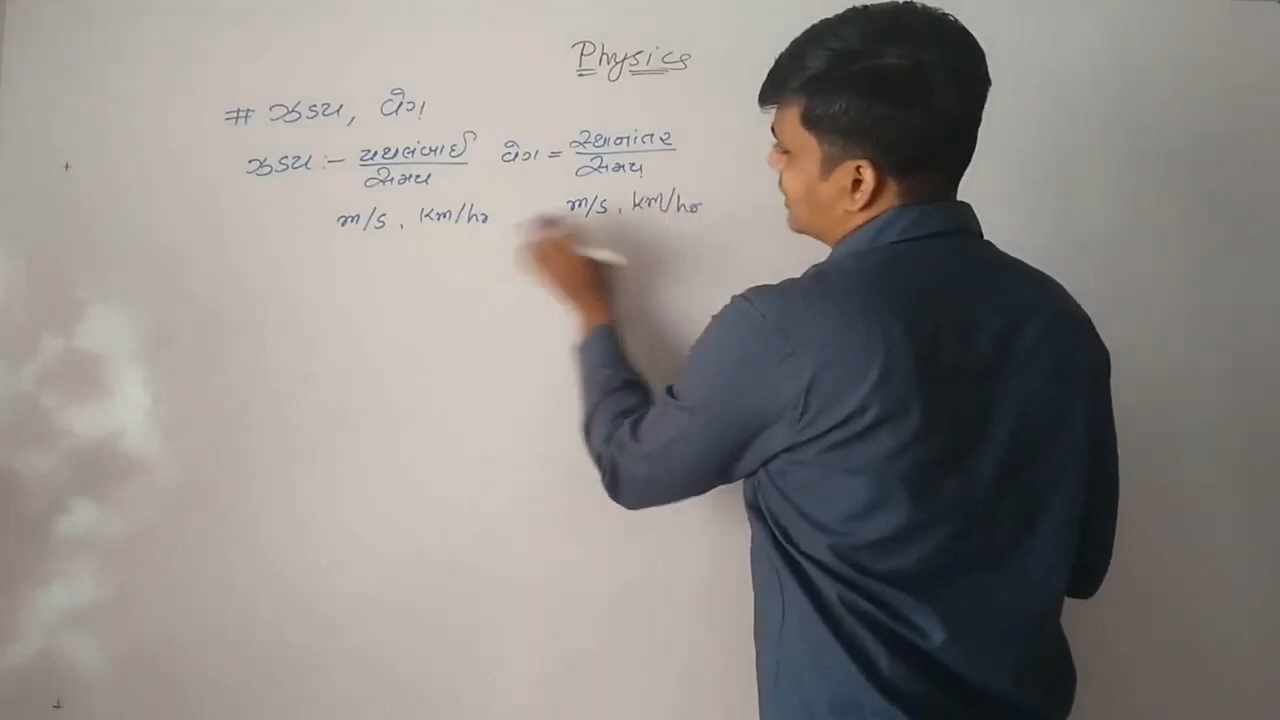 Physics
# ઝડપ, વેગ
ઝડપ :- પથલંબાઈ / સમય વેગ = સ્થાનાંતર / સમય
m/s, km/hr m/s, km/hr